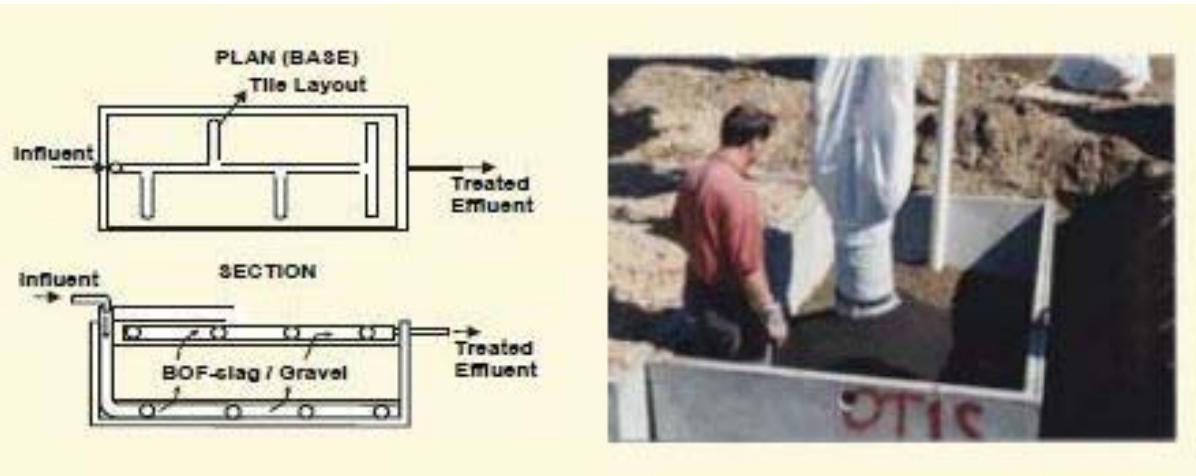 PLAN (BASE)
Tile Layout
Influent
Treated
Effluent
SECTION
Influent
Treated
Effluent
BOF-slag / Gravel